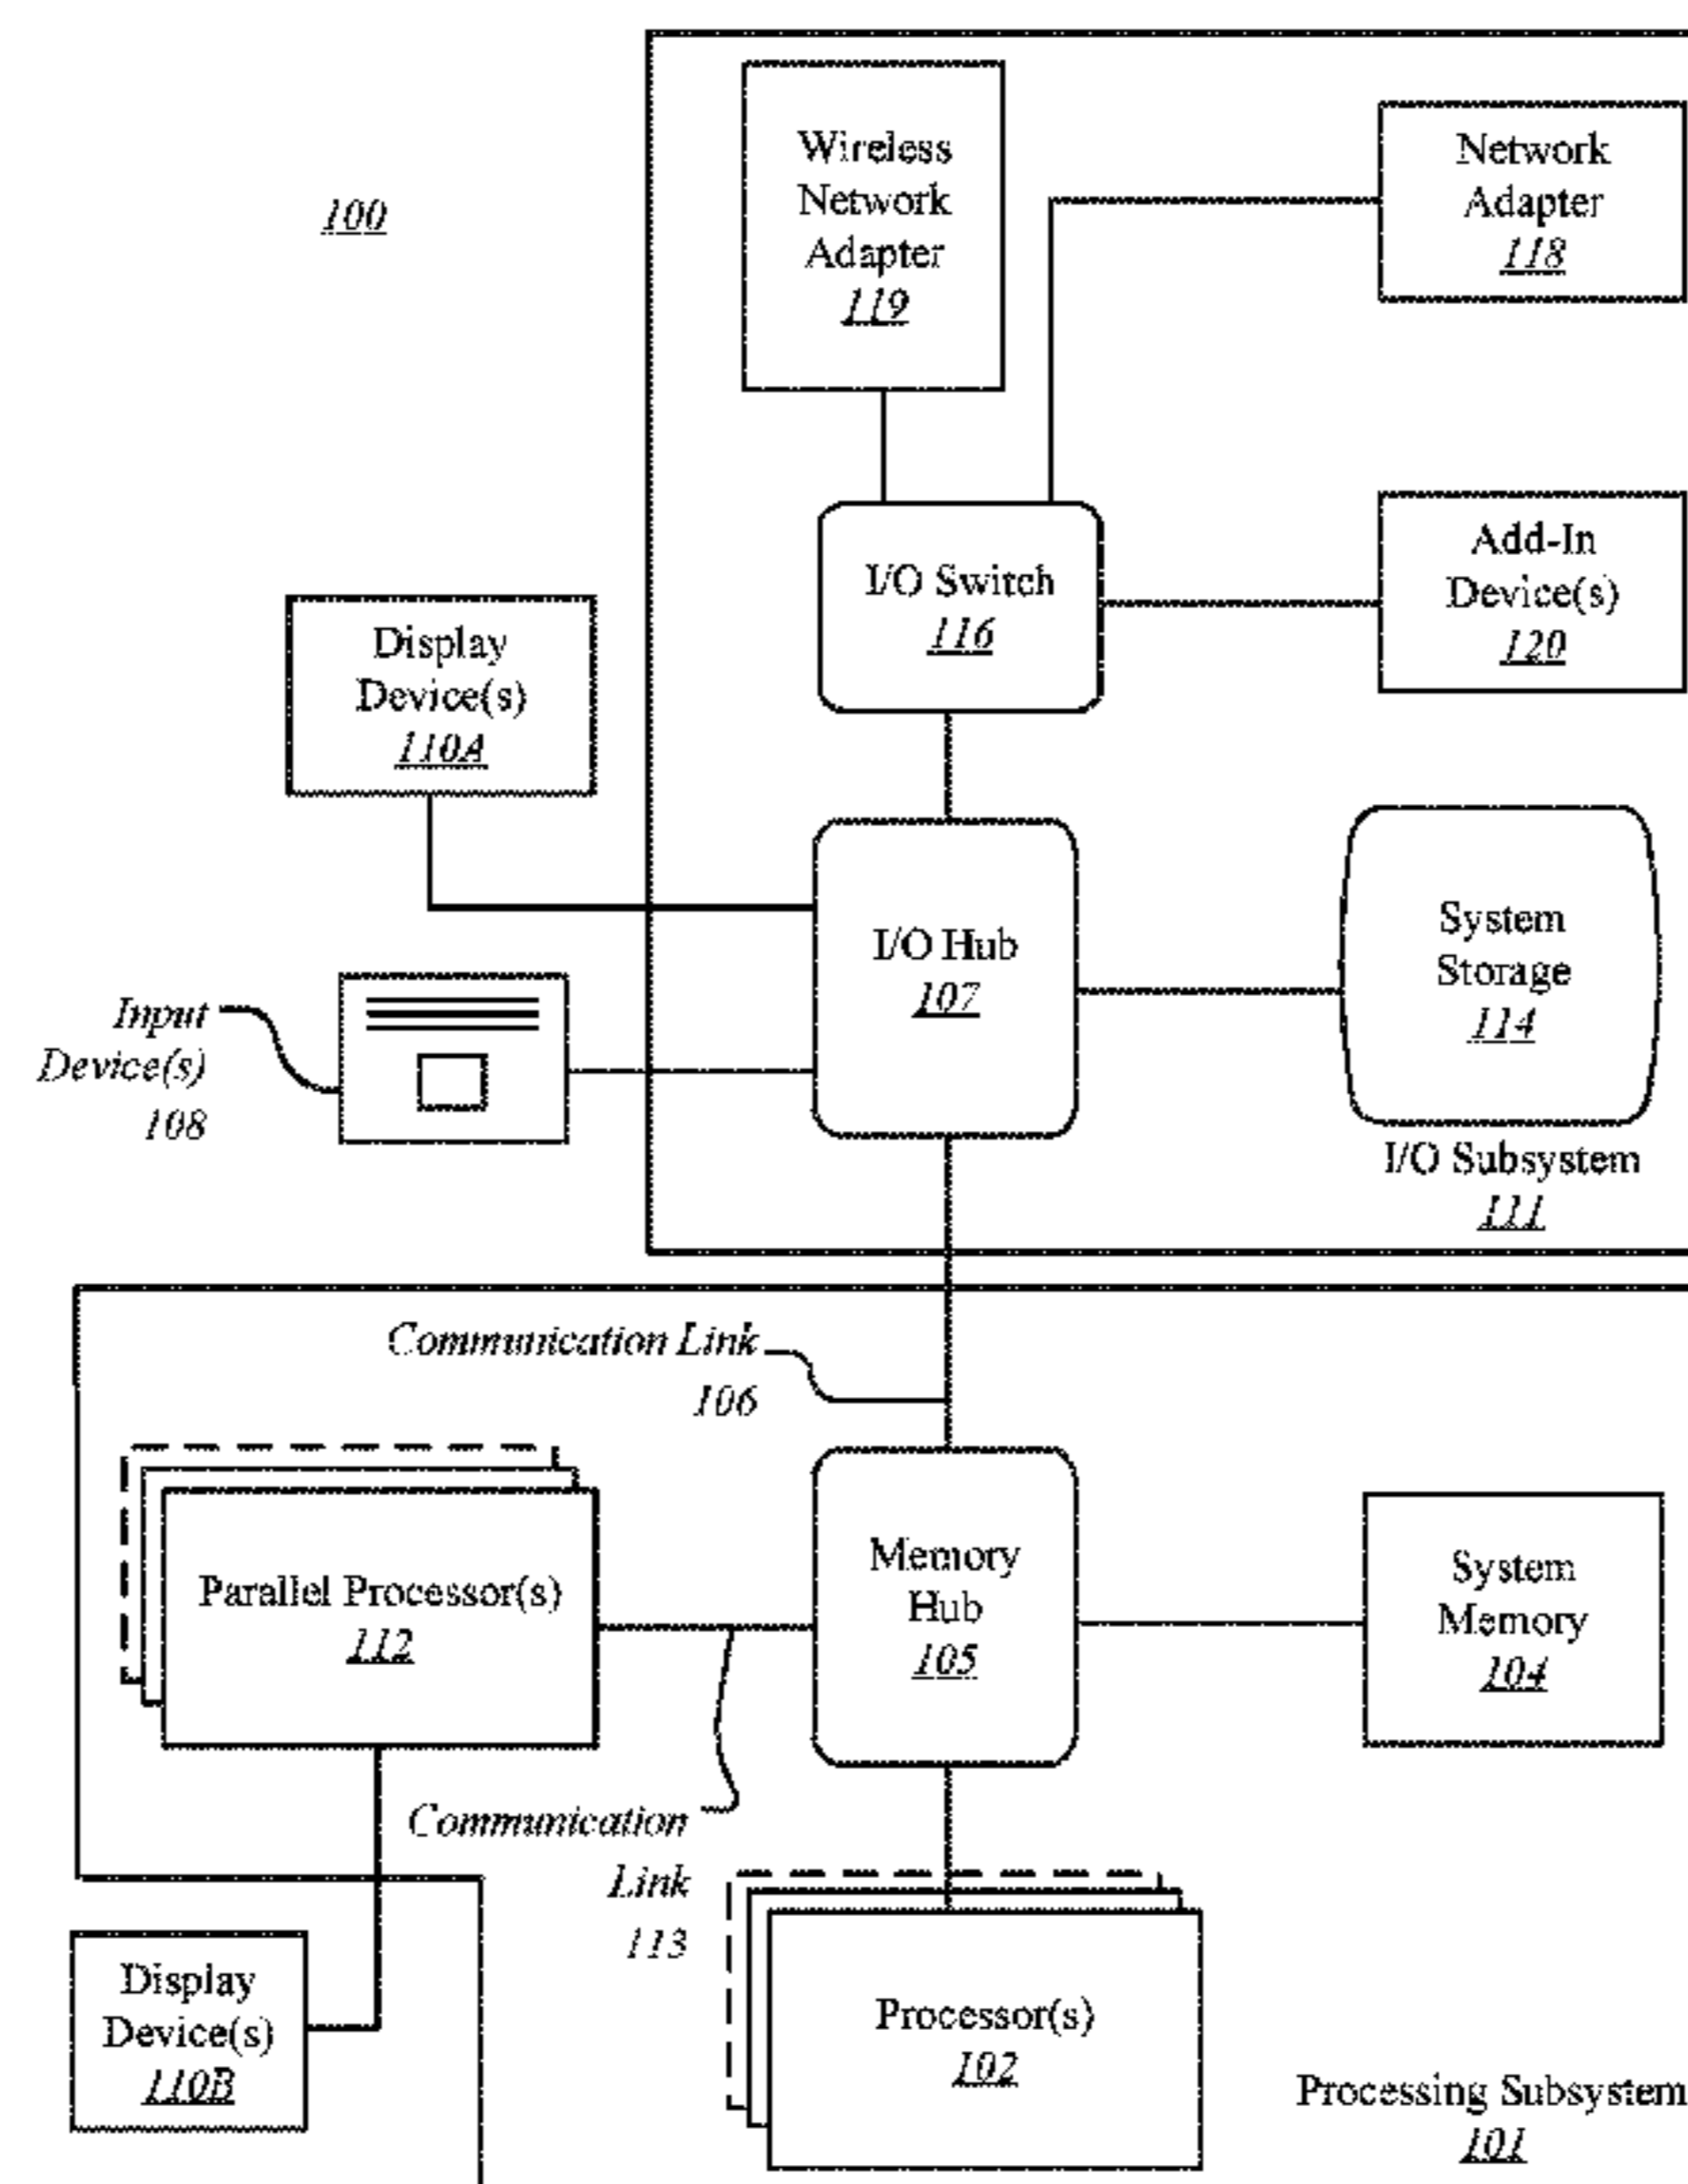 100
Wireless
Network
Adapter
119
Network
Adapter
118
I/O Switch
116
Add-In
Device(s)
120
Display
Device(s)
110A
I/O Hub
107
System
Storage
114
Input
Device(s)
108
I/O Subsystem
111
Communication Link
106
Parallel Processor(s)
112
Memory
Hub
105
System
Memory
104
Communication
Link
113
Display
Device(s)
110B
Processor(s)
102
Processing Subsystem
101